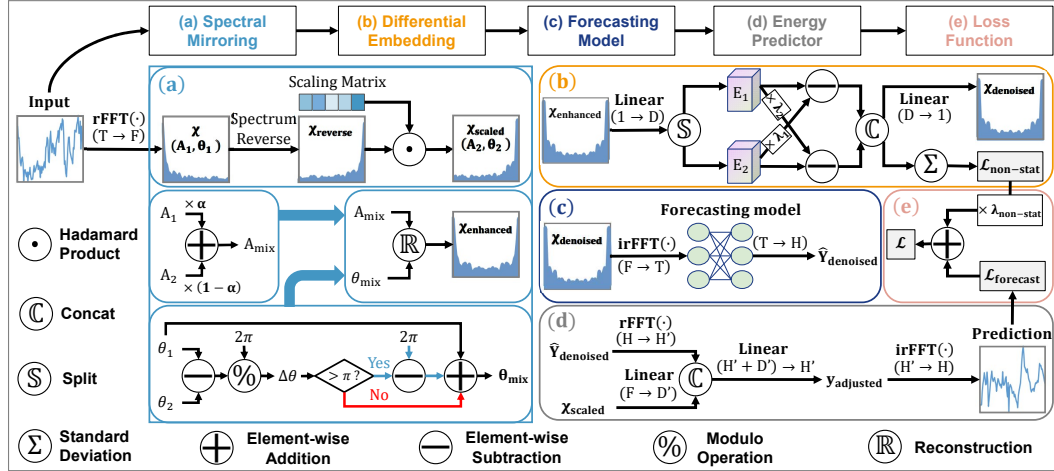 (a) Spectral
Mirroring
(b) Differential
Embedding
(c) Forecasting
Model
(d) Energy
Predictor
(e) Loss
Function
Input
rFFT(·)
(T → F)
(a)
Scaling Matrix
χ
(A₁, θ₁)
Spectrum
Reverse
χreverse
χscaled
(A₂, θ₂)
× α
A₁
A₂
× (1 − α)
Amix
Amix
θmix
ℝ
χenhanced
θ₁
θ₂
2π
%
Δθ
> π ?
Yes
No
2π
θmix
(b)
χenhanced
Linear
(1 → D)
𝕊
E₁
E₂
× λ₂
× λ₁
ℂ
Linear
(D → 1)
χdenoised
Σ
ℒnon−stat
(c)
χdenoised
irFFT(·)
(F → T)
Forecasting model
(T → H)
Ŷdenoised
(e)
× λnon−stat
ℒ
ℒforecast
(d)
Ŷdenoised
rFFT(·)
(H → H')
Linear
(F → D')
χscaled
ℂ
Linear
(H' + D') → H'
yadjusted
irFFT(·)
(H' → H)
Prediction
Hadamard
Product
ℂ
Concat
𝕊
Split
Σ
Standard
Deviation
Element-wise
Addition
Element-wise
Subtraction
%
Modulo
Operation
ℝ
Reconstruction